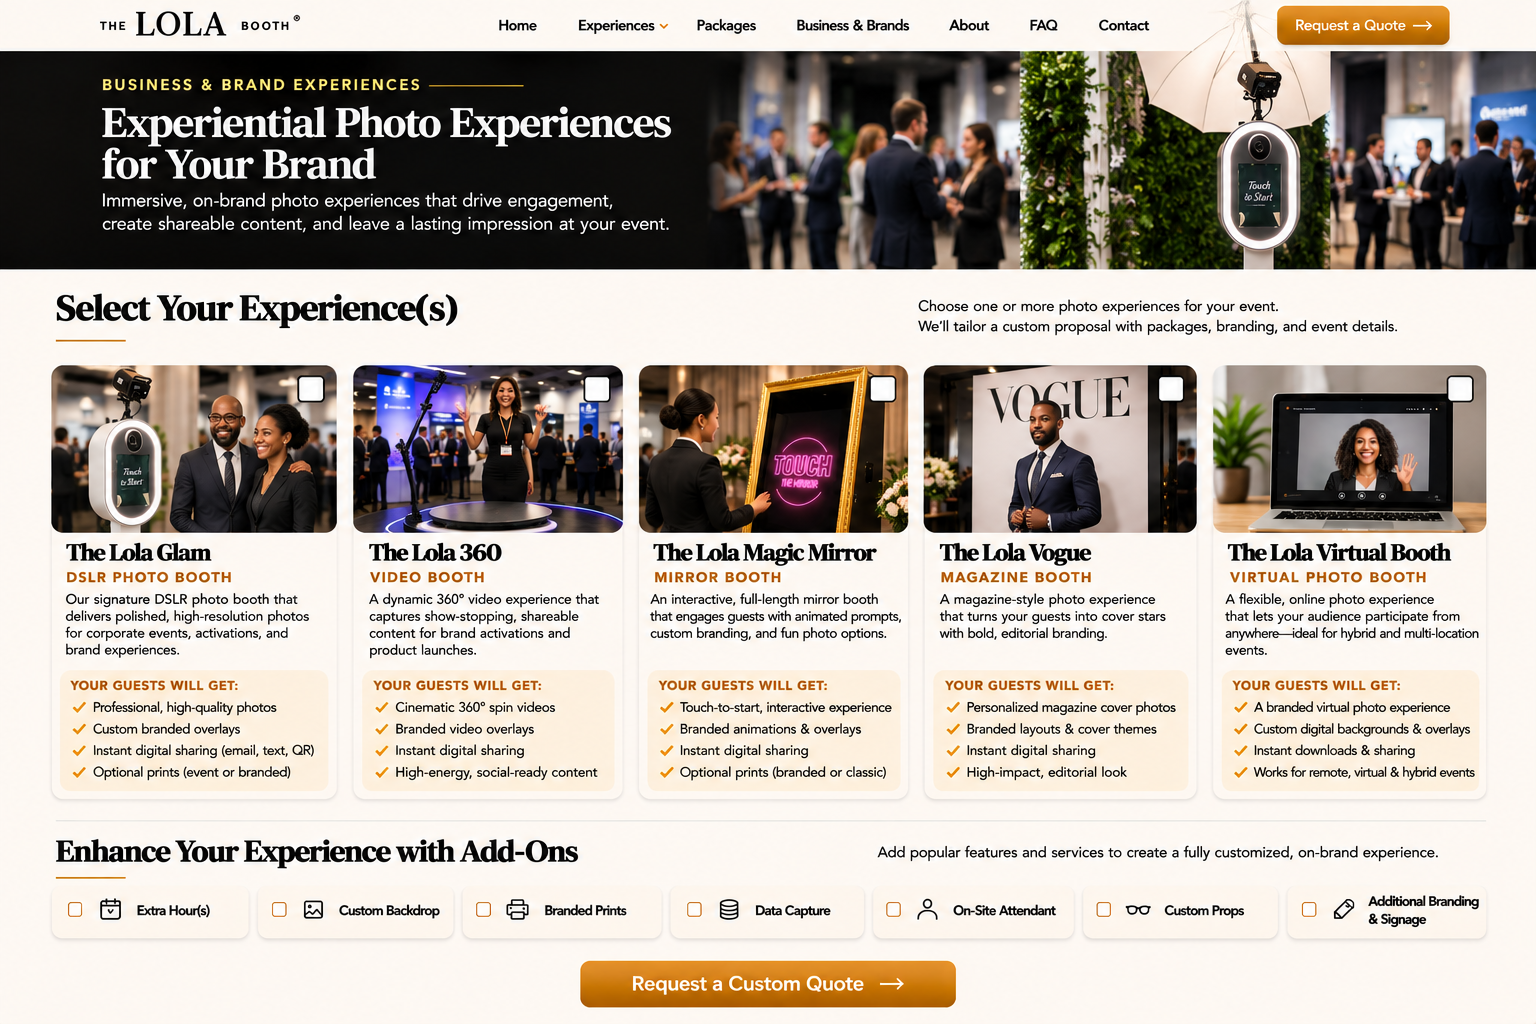 THE LOLA BOOTH®
Home
Experiences
Packages
Business & Brands
About
FAQ
Contact
Request a Quote →
BUSINESS & BRAND EXPERIENCES
Experiential Photo Experiences
for Your Brand
Immersive, on-brand photo experiences that drive engagement,
create shareable content, and leave a lasting impression at your event.
Touch
to Start
Select Your Experience(s)
Choose one or more photo experiences for your event.
We'll tailor a custom proposal with packages, branding, and event details.
Touch
to Start
The Lola Glam
DSLR PHOTO BOOTH
Our signature DSLR photo booth that
delivers polished, high-resolution photos
for corporate events, activations, and
brand experiences.
YOUR GUESTS WILL GET:
Professional, high-quality photos
Custom branded overlays
Instant digital sharing (email, text, QR)
Optional prints (event or branded)
The Lola 360
VIDEO BOOTH
A dynamic 360° video experience that
captures show-stopping, shareable
content for brand activations and
product launches.
YOUR GUESTS WILL GET:
Cinematic 360° spin videos
Branded video overlays
Instant digital sharing
High-energy, social-ready content
TOUCH
THE MIRROR
The Lola Magic Mirror
MIRROR BOOTH
An interactive, full-length mirror booth
that engages guests with animated prompts,
custom branding, and fun photo options.
YOUR GUESTS WILL GET:
Touch-to-start, interactive experience
Branded animations & overlays
Instant digital sharing
Optional prints (branded or classic)
VOGUE
The Lola Vogue
MAGAZINE BOOTH
A magazine-style photo experience
that turns your guests into cover stars
with bold, editorial branding.
YOUR GUESTS WILL GET:
Personalized magazine cover photos
Branded layouts & cover themes
Instant digital sharing
High-impact, editorial look
The Lola Virtual Booth
VIRTUAL PHOTO BOOTH
A flexible, online photo experience
that lets your audience participate from
anywhere—ideal for hybrid and multi-location
events.
YOUR GUESTS WILL GET:
A branded virtual photo experience
Custom digital backgrounds & overlays
Instant downloads & sharing
Works for remote, virtual & hybrid events
Enhance Your Experience with Add-Ons
Add popular features and services to create a fully customized, on-brand experience.
Extra Hour(s)
Custom Backdrop
Branded Prints
Data Capture
On-Site Attendant
Custom Props
Additional Branding
& Signage
Request a Custom Quote →